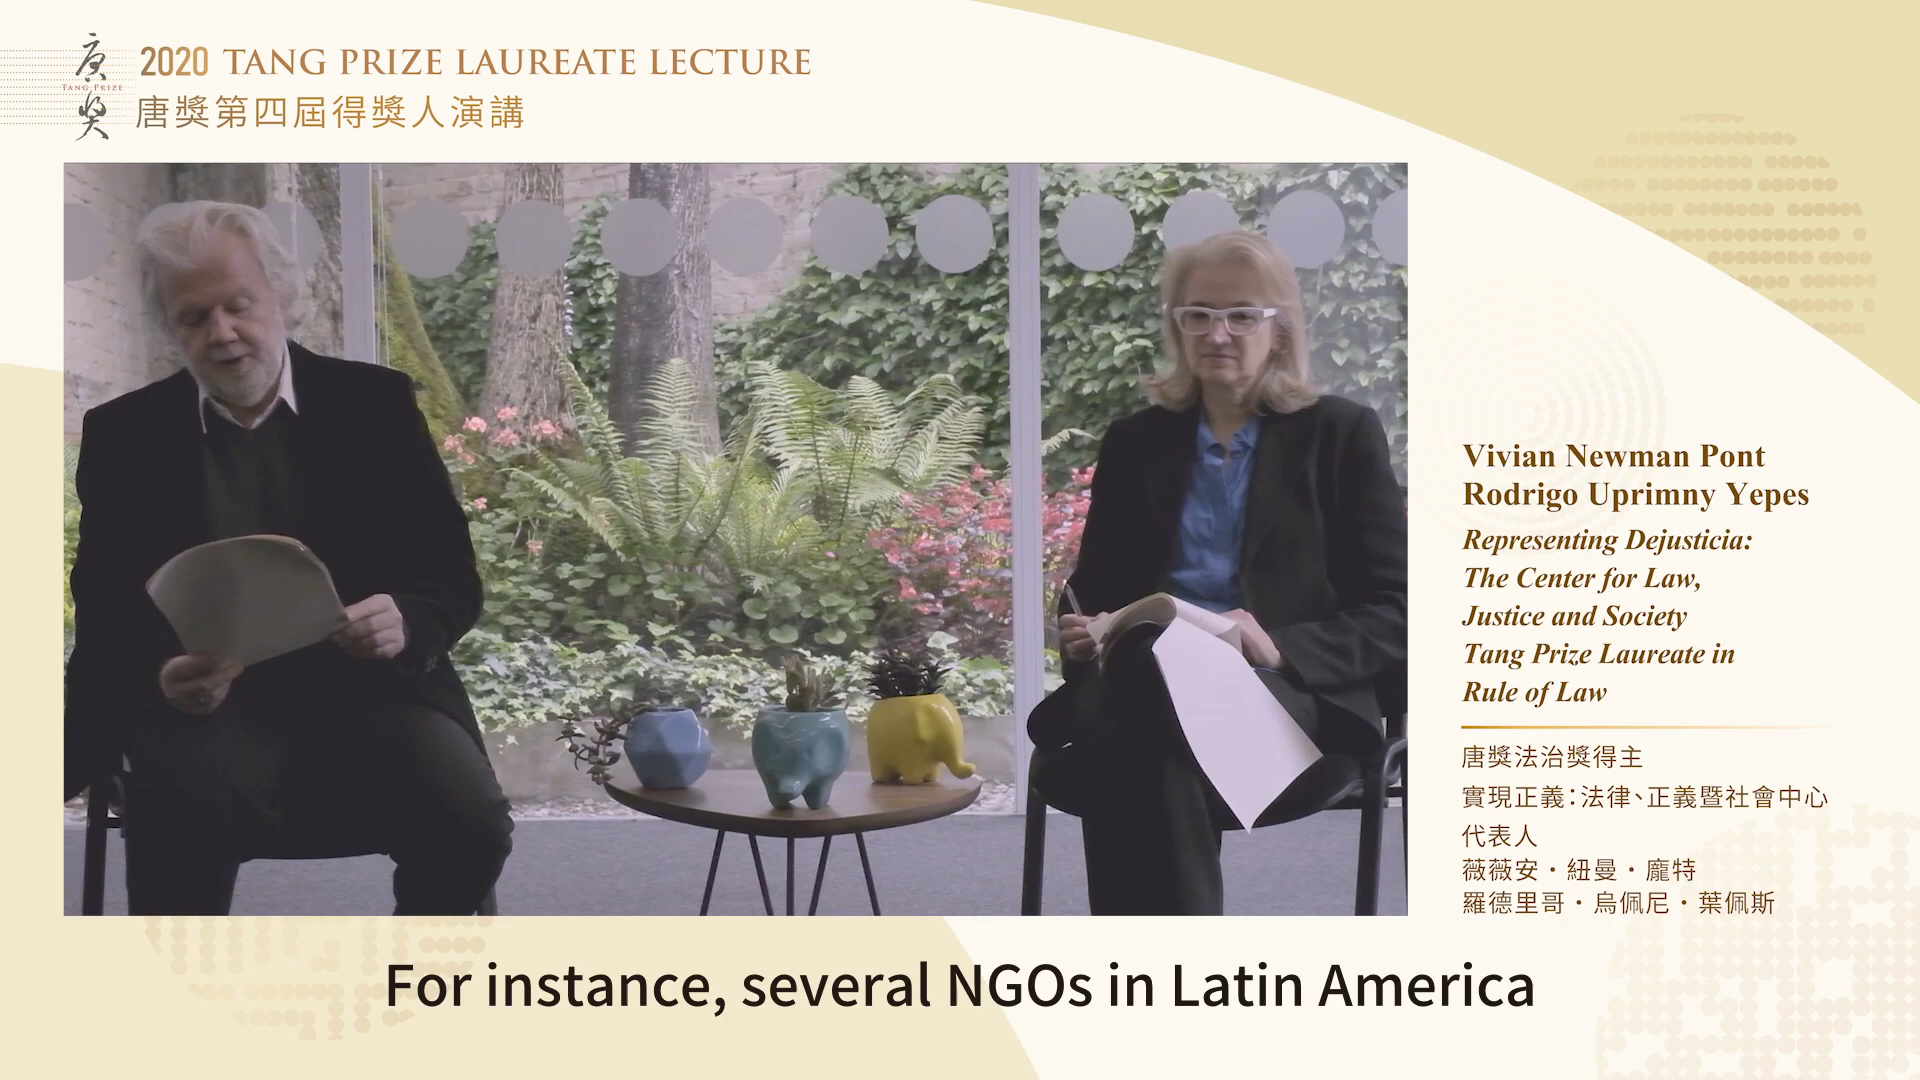 唐獎
TANG PRIZE
2020 TANG PRIZE LAUREATE LECTURE
唐獎第四屆得獎人演講
Vivian Newman Pont
Rodrigo Uprimny Yepes
Representing Dejusticia:
The Center for Law,
Justice and Society
Tang Prize Laureate in
Rule of Law
唐獎法治獎得主
實現正義：法律、正義暨社會中心
代表人
薇薇安・紐曼・龐特
羅德里哥・烏佩尼・葉佩斯
For instance, several NGOs in Latin America